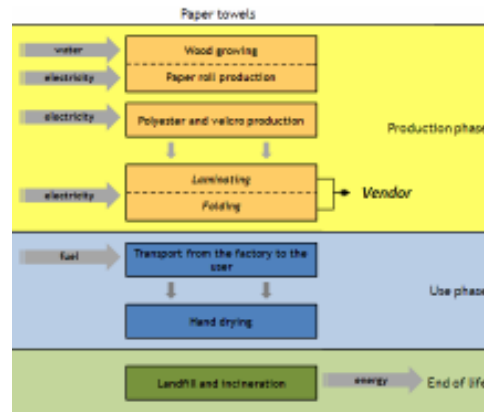 Paper towels
water
Wood growing
electricity
Paper roll production
electricity
Polyester and velcro production
Production phase
Laminating
electricity
Vendor
Folding
fuel
Transport from the factory to the
user
Use phase
Hand drying
Landfill and incineration
energy
End of life